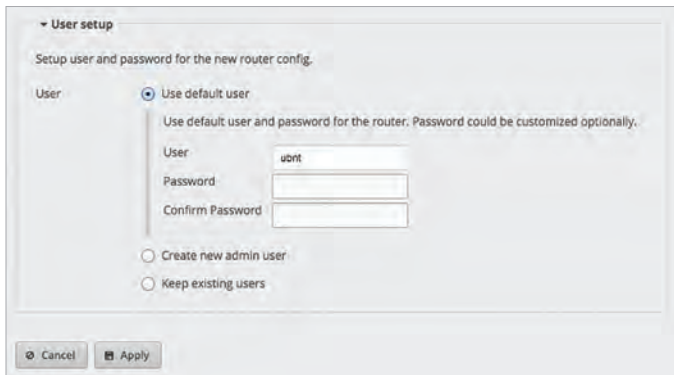 User setup
Setup user and password for the new router config.
User
Use default user
Use default user and password for the router. Password could be customized optionally.
User ubnt
Password
Confirm Password
Create new admin user
Keep existing users
Cancel Apply